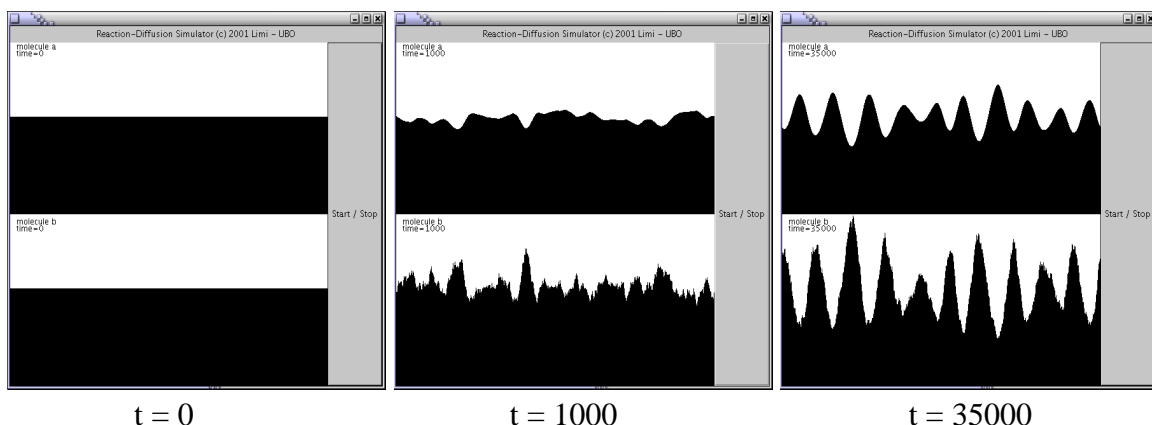 Reaction-Diffusion Simulator (c) 2001 Limi - UBO
molecule a
time=0
molecule b
time=0
Start / Stop
t = 0
Reaction-Diffusion Simulator (c) 2001 Limi - UBO
molecule a
time=1000
molecule b
time=1000
Start / Stop
t = 1000
Reaction-Diffusion Simulator (c) 2001 Limi - UBO
molecule a
time=35000
molecule b
time=35000
Start / Stop
t = 35000